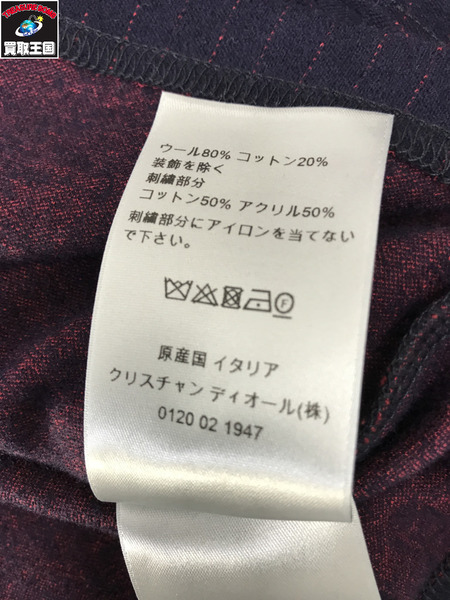 買取王国
ウール80% コットン20%
装飾を除く
刺繍部分
コットン50% アクリル50%
刺繍部分にアイロンを当てない
で下さい。
F
原産国 イタリア
クリスチャン ディオール(株)
0120 02 1947